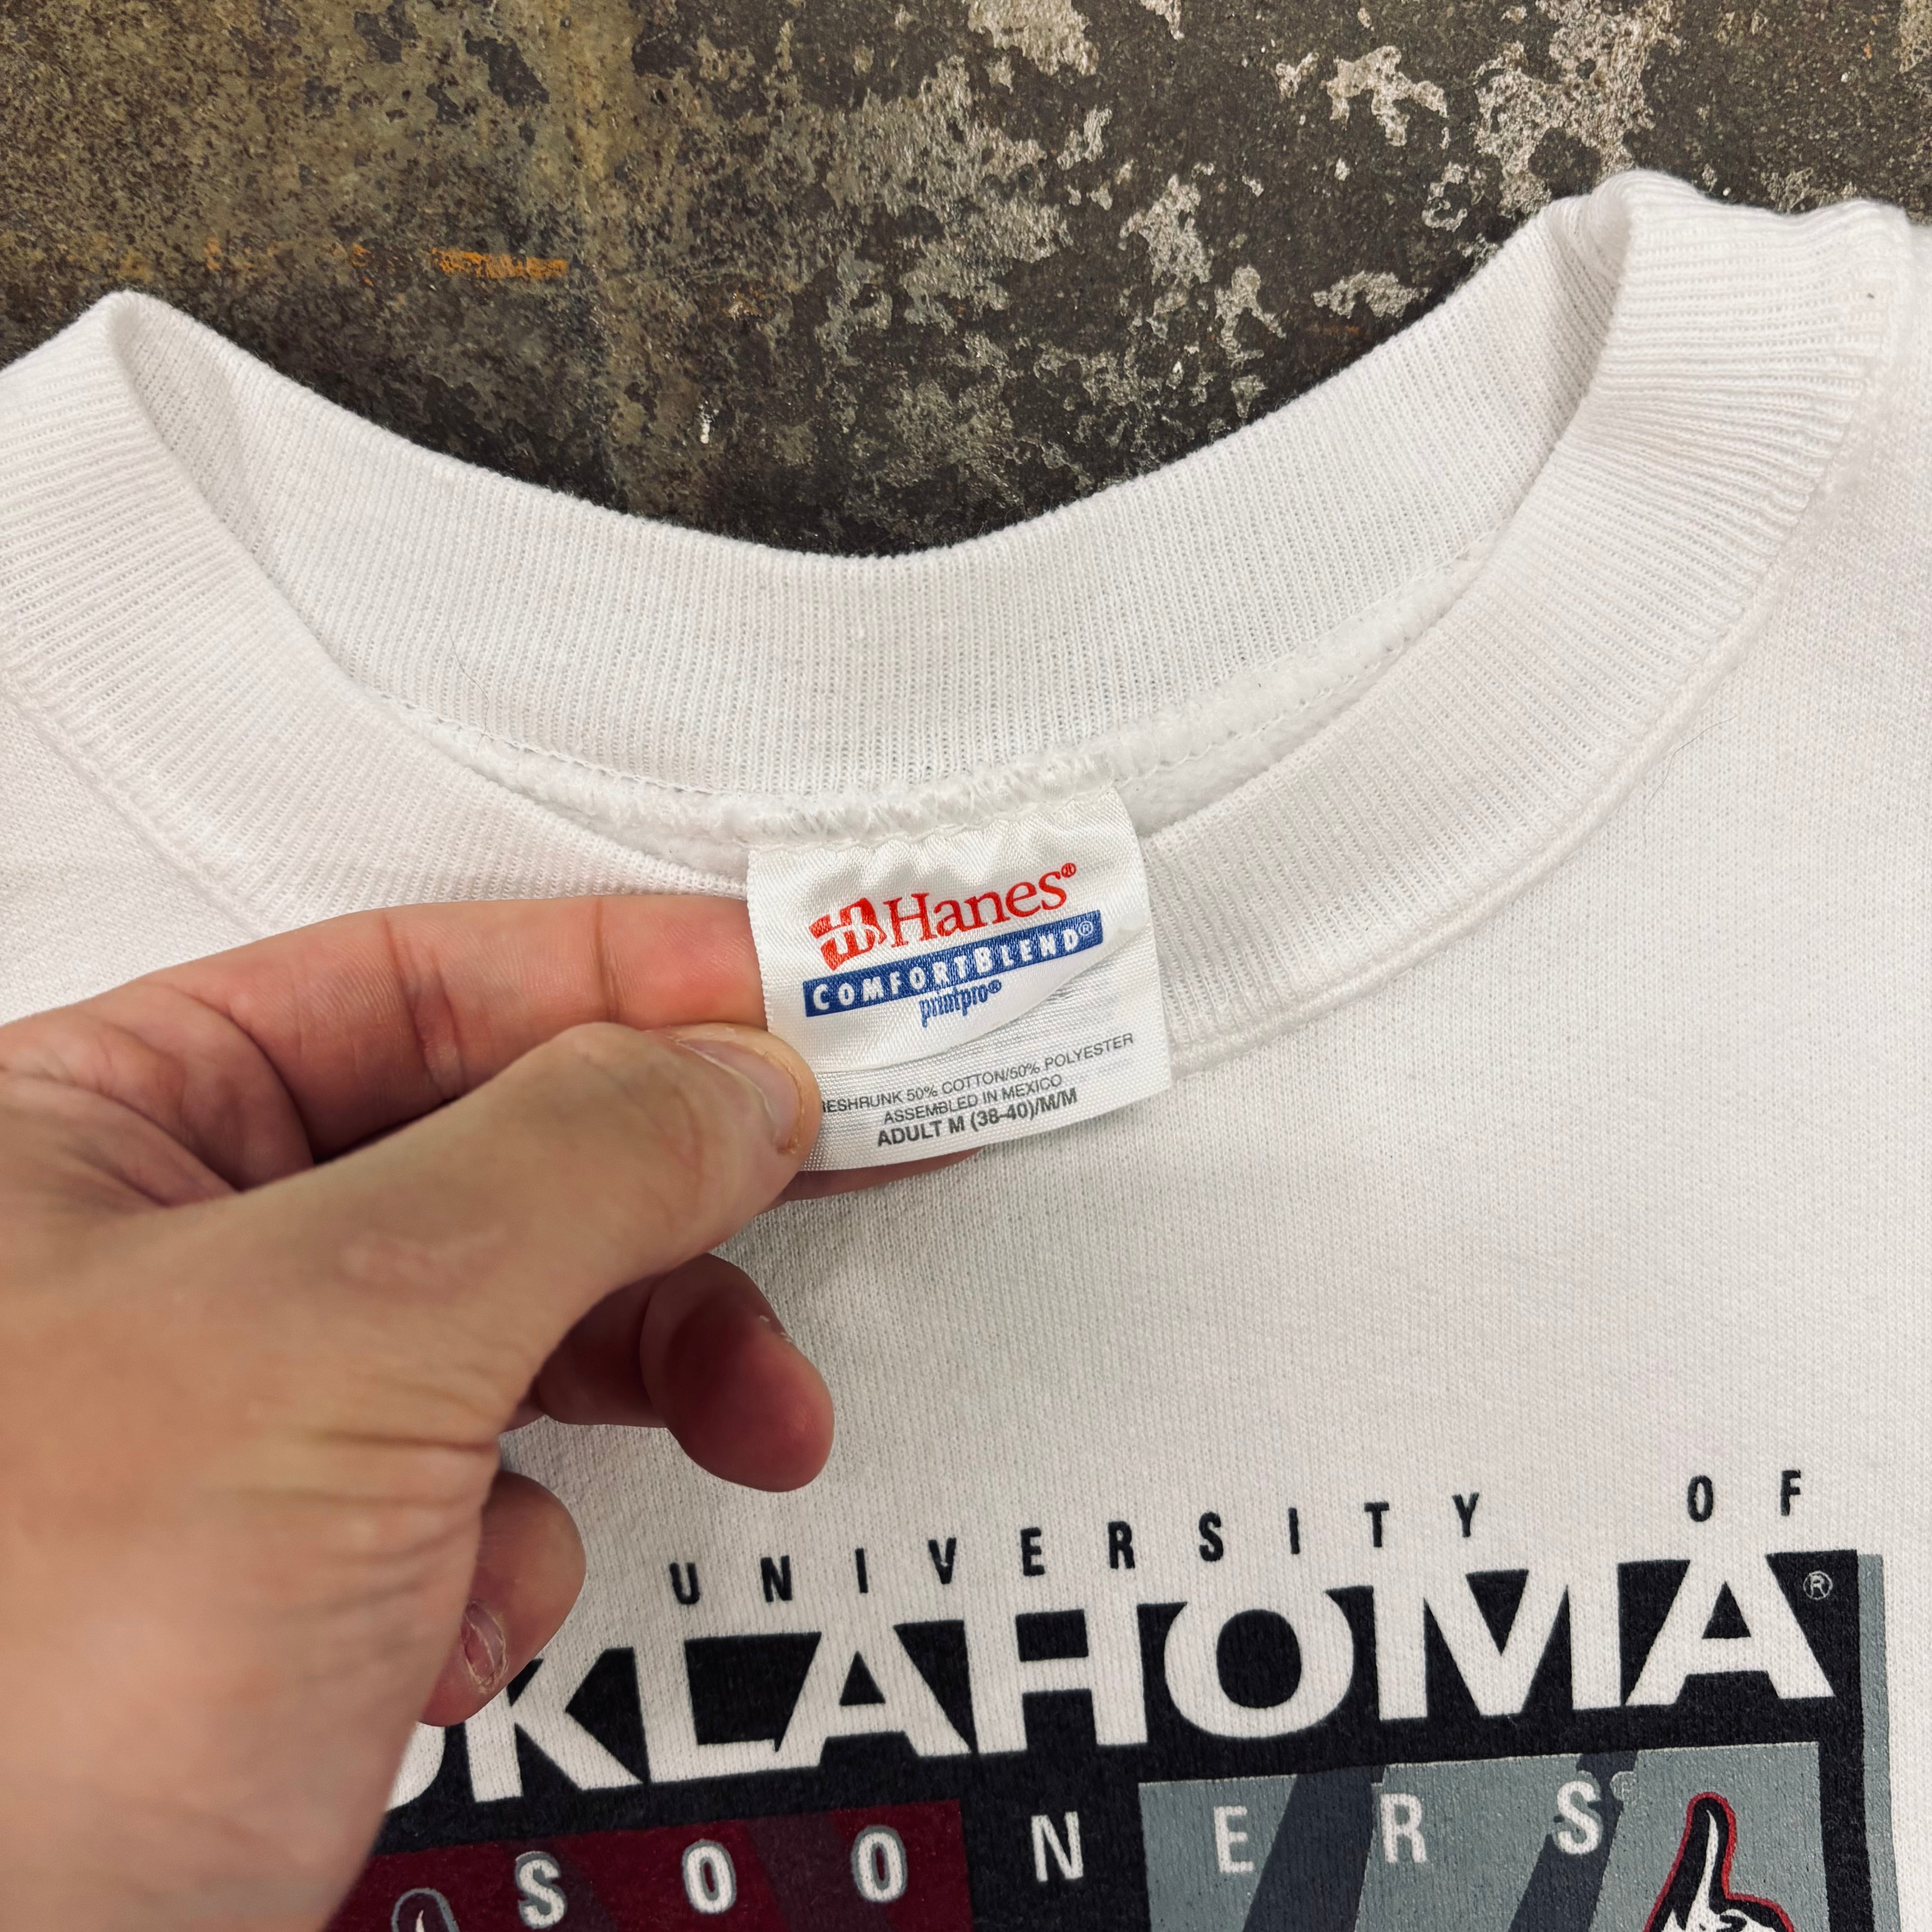 Hanes®
COMFORTBLEND®
printpro®
RESHRUNK 50% COTTON/50% POLYESTER
ASSEMBLED IN MEXICO
ADULT M (38-40)/M/M
UNIVERSITY OF
OKLAHOMA®
SOONERS